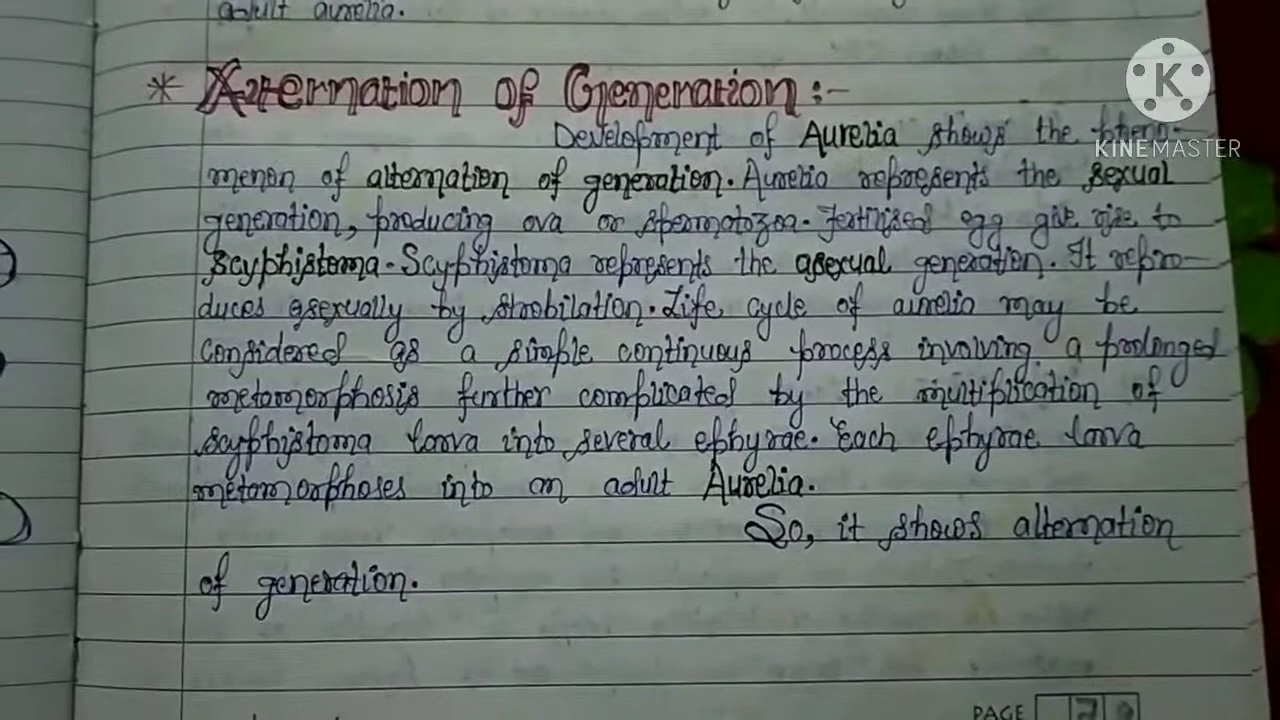 adult aurelia.
* Alternation of Generation :-
Development of Aurelia shows the pheno-
menon of alternation of generation. Aurelia represents the sexual
generation, producing ova or spermatozoa. Fertilised egg give rise to
Scyphistoma. Scyphistoma represents the asexual generation. It repro-
duces asexually by strobilation. Life cycle of aurelia may be
considered as a simple continuous process involving a prolonged
metamorphosis further complicated by the multiplication of
scyphistoma larva into several ephyrae. Each ephyrae larva
metamorphoses into an adult Aurelia.
So, it shows alternation
of generation.
PAGE
K
KINEMASTER